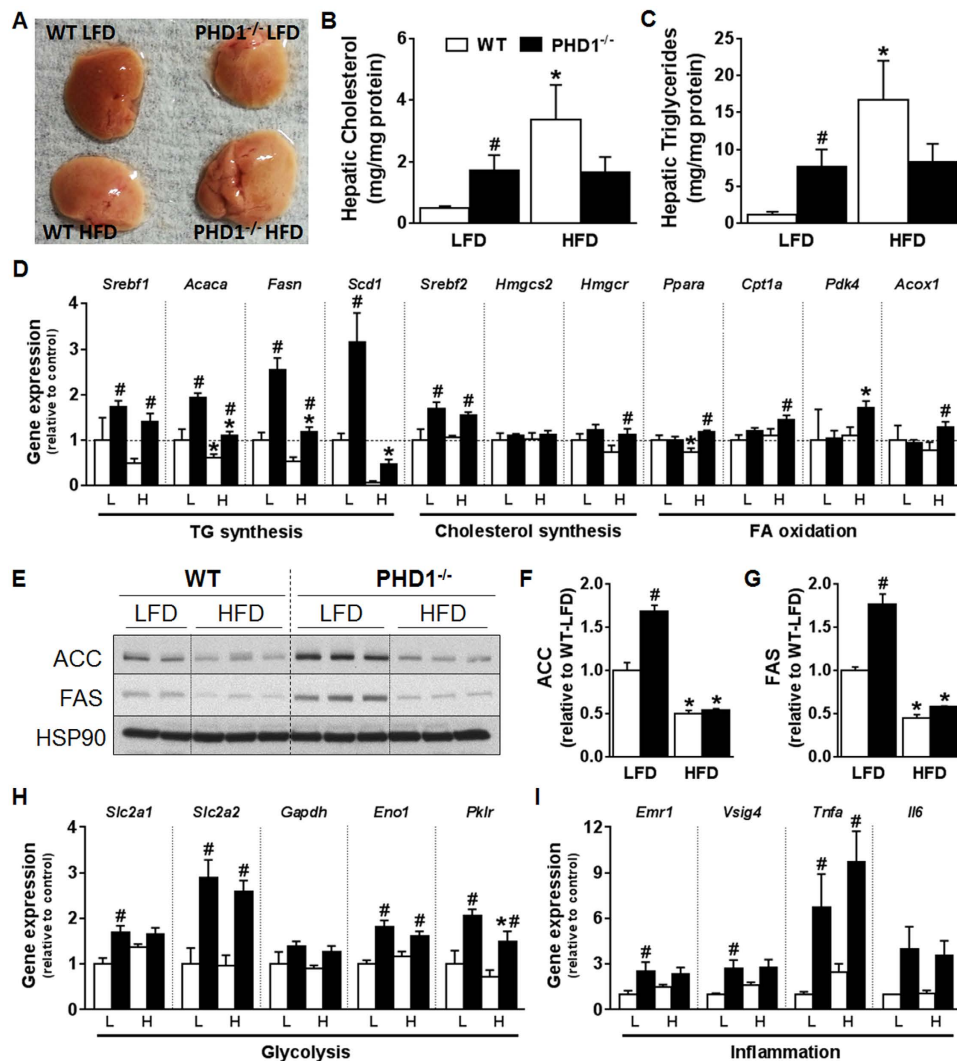 A
WT LFD
PHD1-/- LFD
WT HFD
PHD1-/- HFD
B
WT
PHD1-/-
Hepatic Cholesterol
(mg/mg protein)
6
4
2
0
*
#
LFD
HFD
C
Hepatic Triglycerides
(mg/mg protein)
25
20
15
10
5
0
*
#
LFD
HFD
D
Srebf1 Acaca Fasn Scd1 Srebf2 Hmgcs2 Hmgcr Ppara Cpt1a Pdk4 Acox1
Gene expression
(relative to control)
4
3
2
1
0
# # # # * # # # * * # # * # # # * # # * #
L H L H L H L H L H L H L H L H L H L H L H
TG synthesis
Cholesterol synthesis
FA oxidation
E
WT
PHD1-/-
LFD HFD LFD HFD
ACC
FAS
HSP90
F
ACC
(relative to WT-LFD)
2.0
1.5
1.0
0.5
0.0
#
* *
LFD HFD
G
FAS
(relative to WT-LFD)
2.0
1.5
1.0
0.5
0.0
#
* *
LFD HFD
H
Slc2a1 Slc2a2 Gapdh Eno1 Pklr
Gene expression
(relative to control)
4
3
2
1
0
# # # # # # *#
L H L H L H L H L H
Glycolysis
I
Emr1 Vsig4 Tnfa Il6
Gene expression
(relative to control)
12
9
6
3
0
# # # #
L H L H L H L H
Inflammation